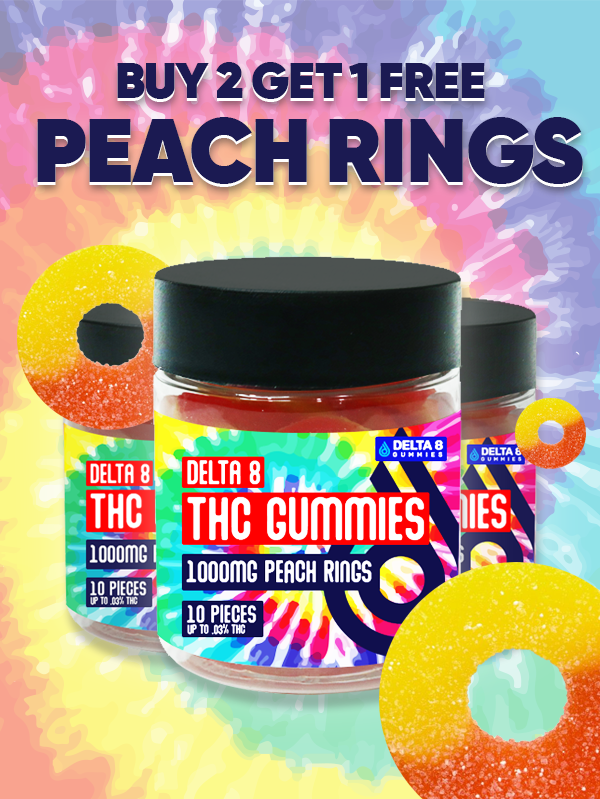 BUY 2 GET 1 FREE
PEACH RINGS
DELTA 8
GUMMIES
DELTA 8
THC GUMMIES
1000MG PEACH RINGS
10 PIECES
UP TO .03% THC
DELTA 8
THC
1000MG
10 PIECES
UP TO .03% THC
DELTA 8
GUMMIES
MIES